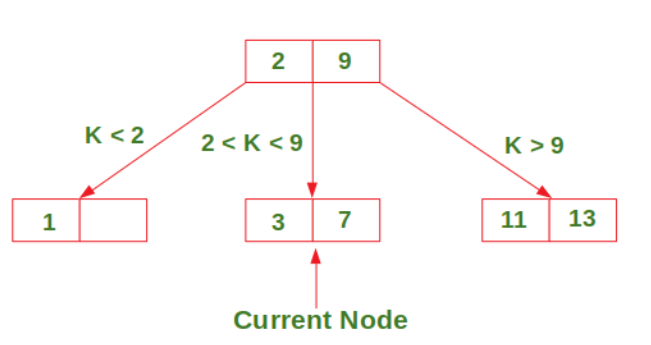 2 9
K < 2
2 < K < 9
K > 9
1
3 7
11 13
Current Node